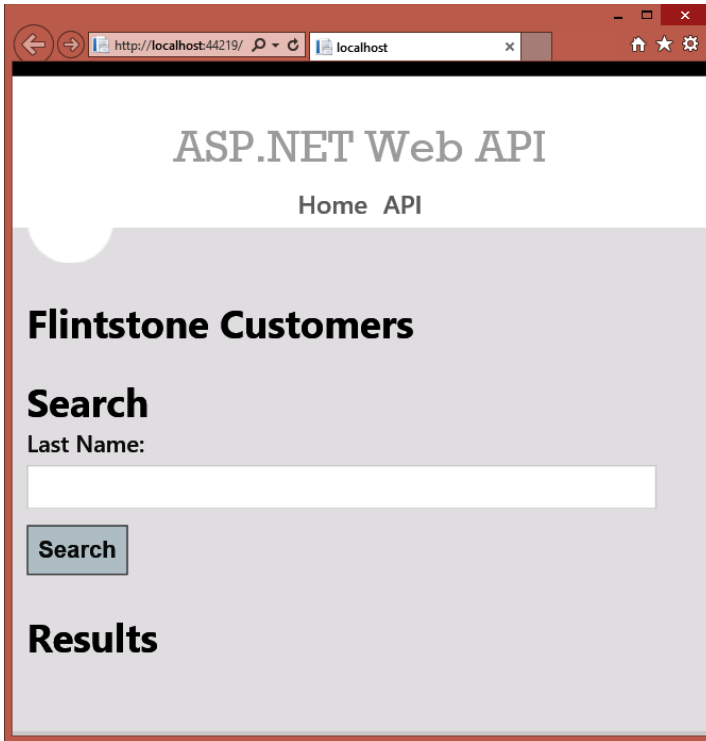 http://localhost:44219/
localhost
ASP.NET Web API
Home API
Flintstone Customers
Search
Last Name:
Search
Results